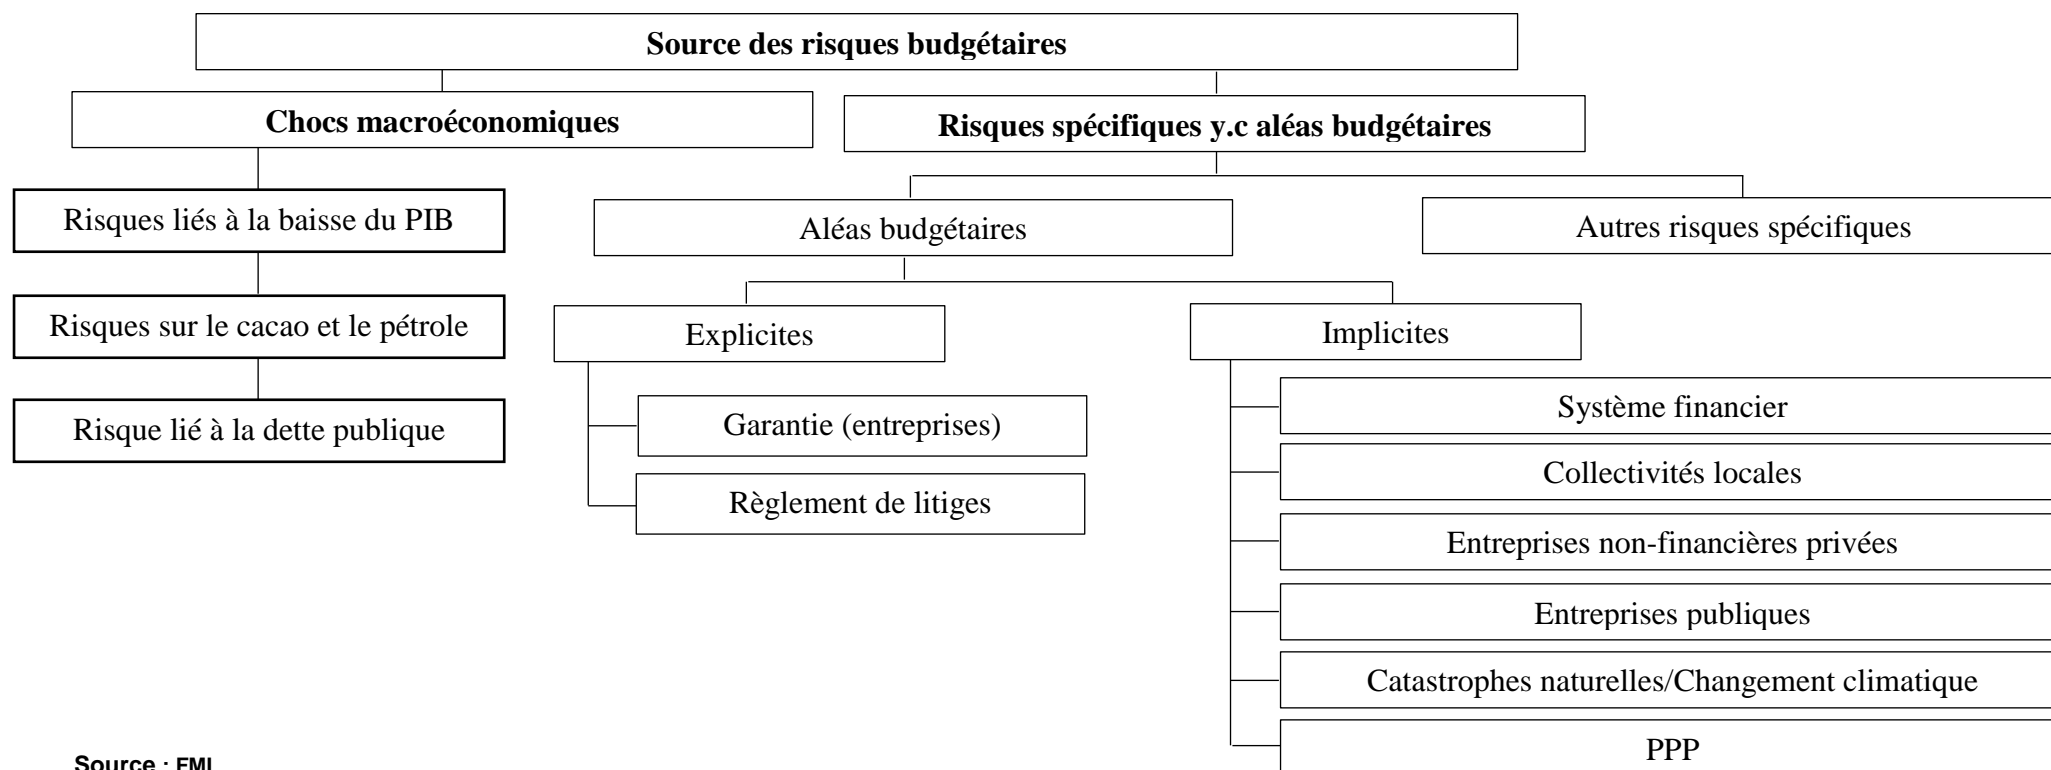 Source des risques budgétaires
Chocs macroéconomiques
Risques spécifiques y.c aléas budgétaires
Risques liés à la baisse du PIB
Aléas budgétaires
Autres risques spécifiques
Risques sur le cacao et le pétrole
Explicites
Implicites
Risque lié à la dette publique
Garantie (entreprises)
Règlement de litiges
Système financier
Collectivités locales
Entreprises non-financières privées
Entreprises publiques
Catastrophes naturelles/Changement climatique
PPP
Source : FMI